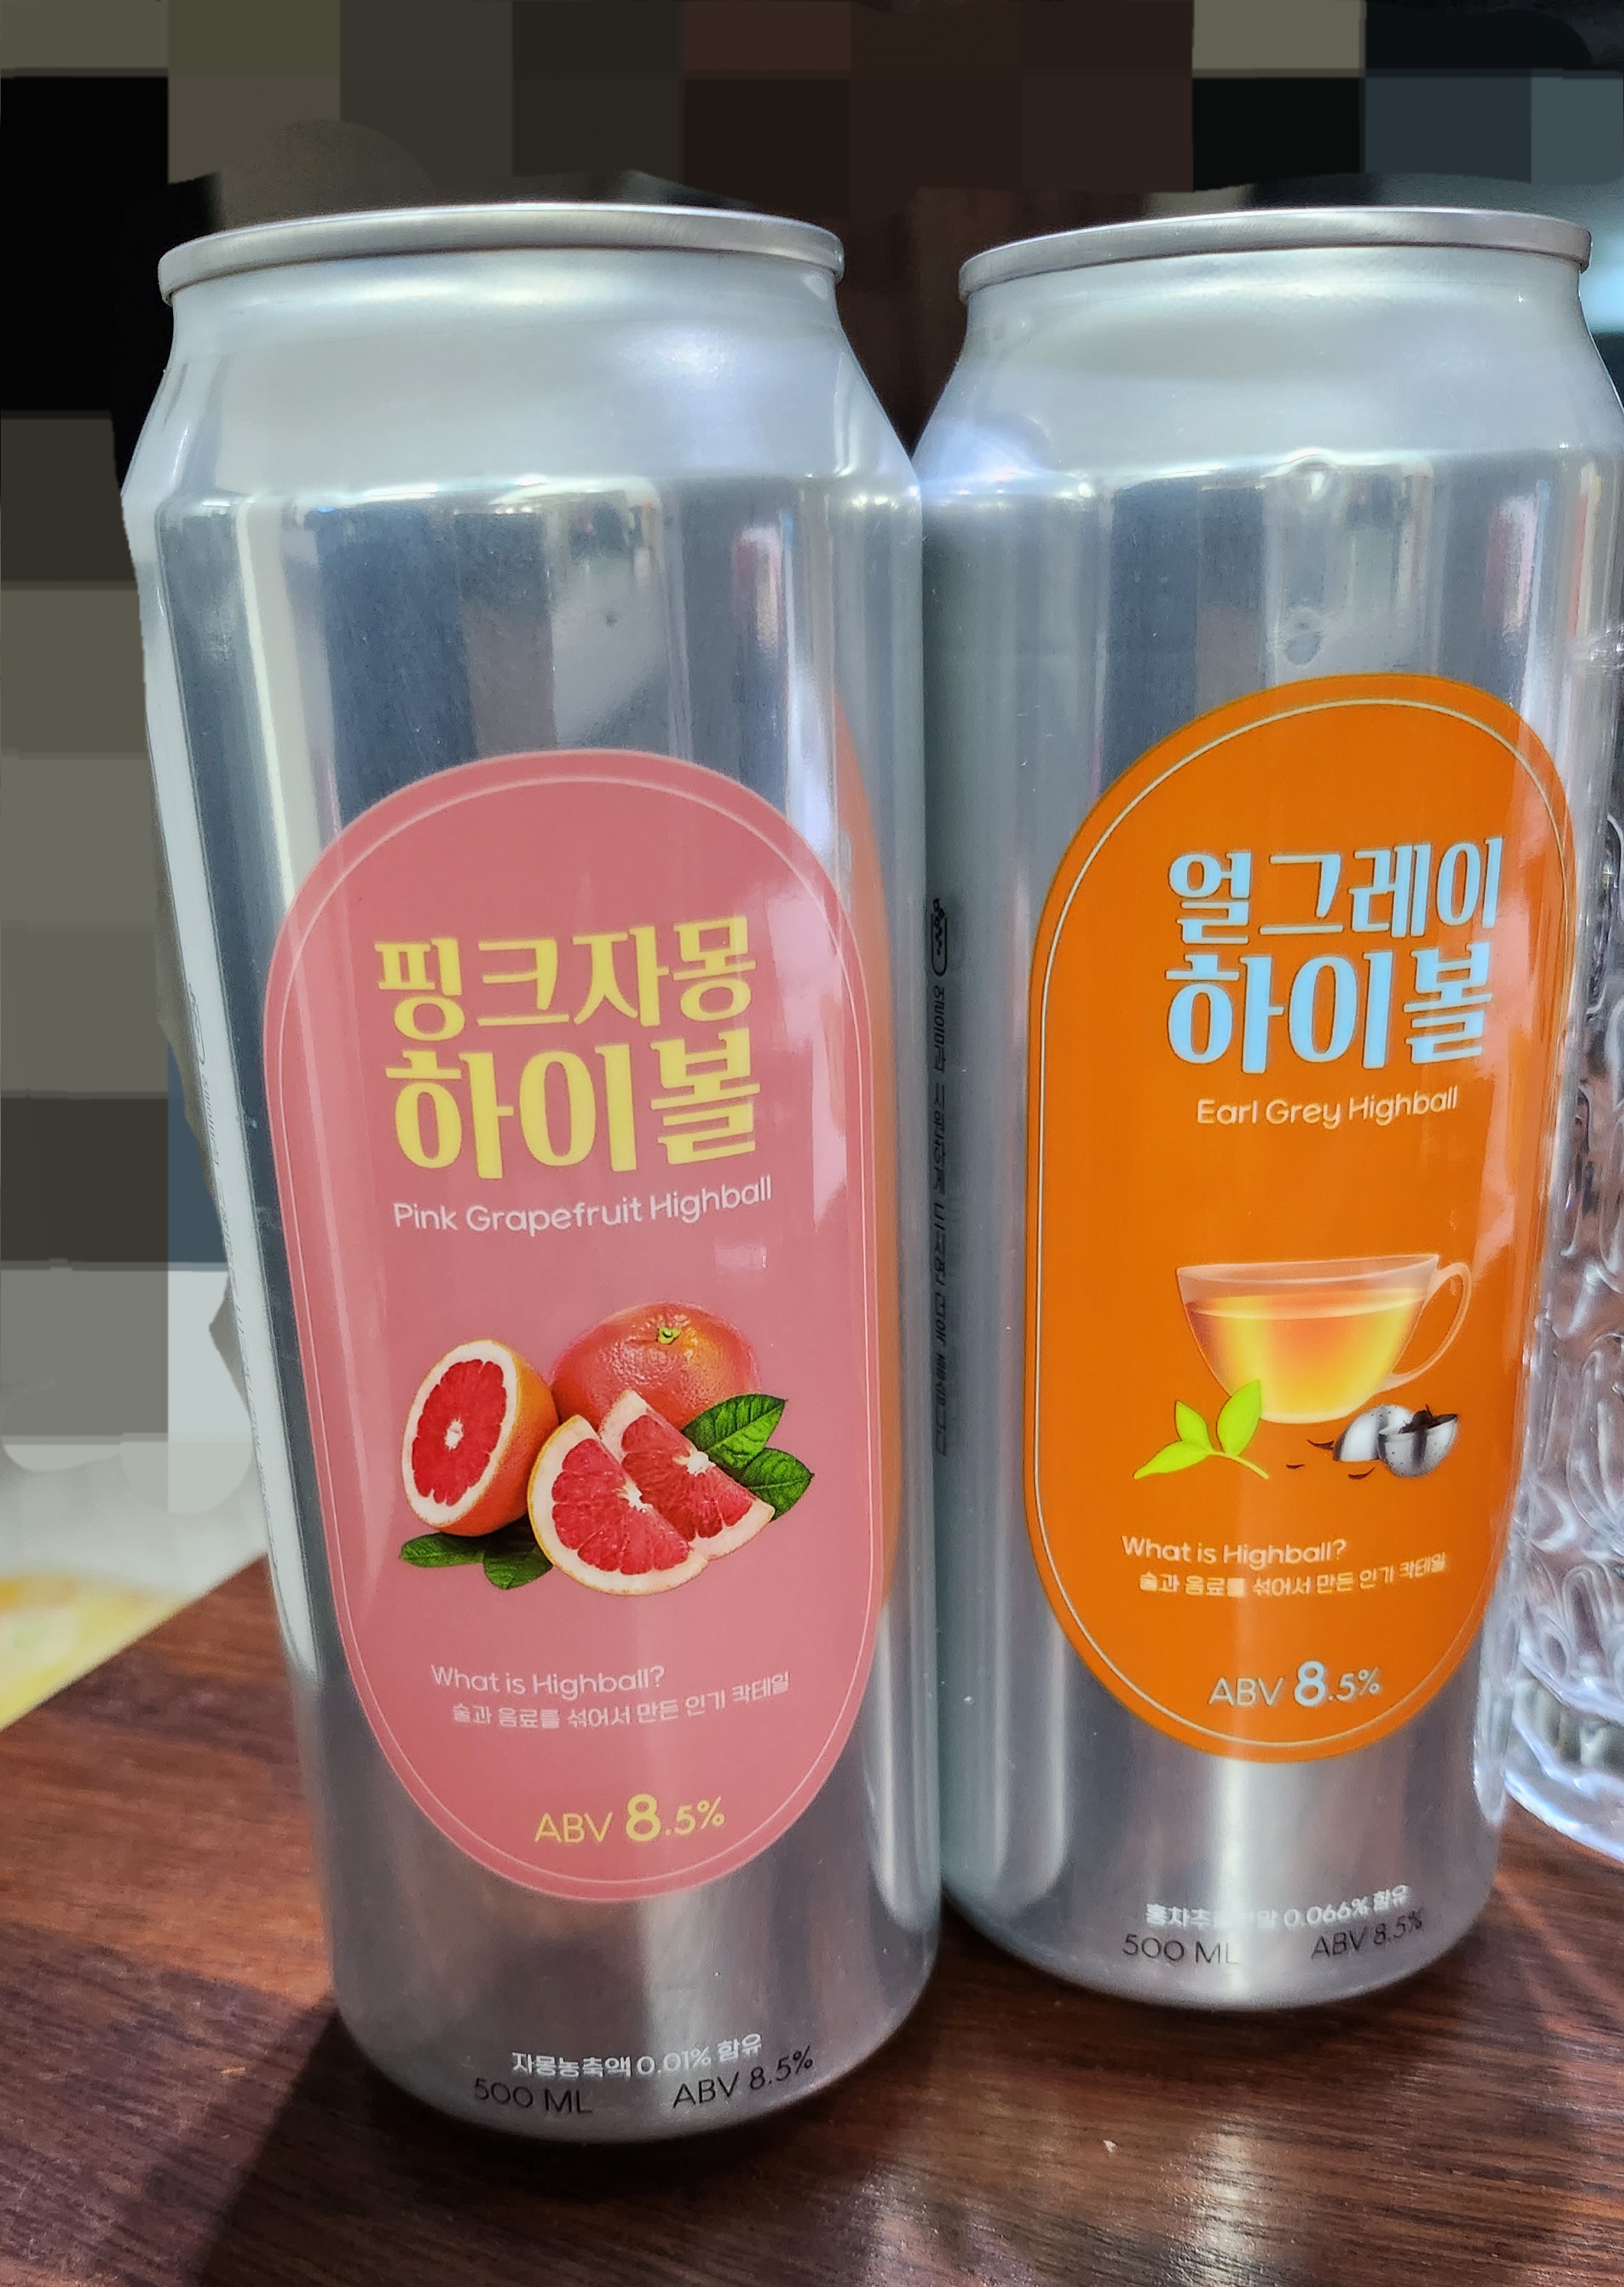 핑크자몽
하이볼
Pink Grapefruit Highball
What is Highball?
술과 음료를 섞어서 만든 인기 칵테일
ABV 8.5%
자몽농축액 0.01% 함유
500 ML ABV 8.5%
얼그레이
하이볼
Earl Grey Highball
What is Highball?
술과 음료를 섞어서 만든 인기 칵테일
ABV 8.5%
0.066% 함유
500 ML ABV 8.5%